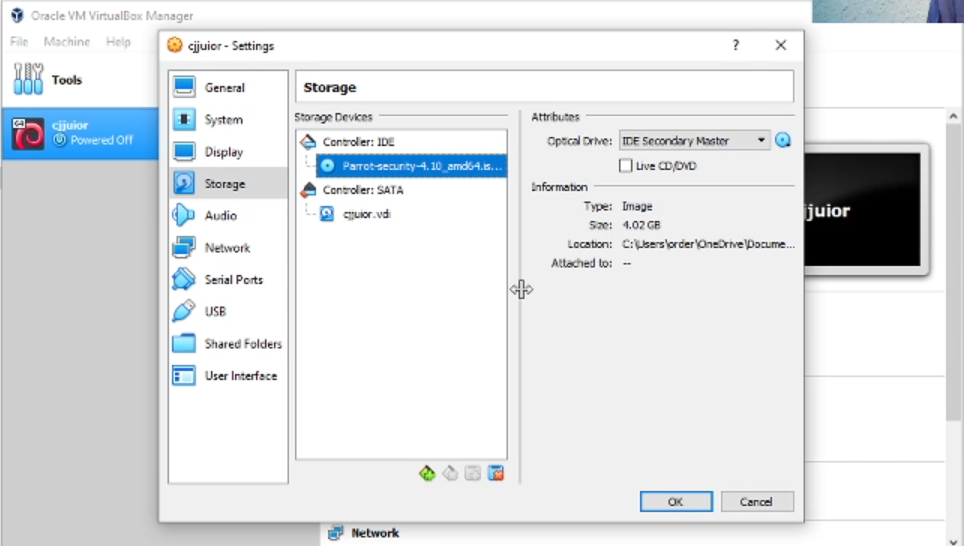 Oracle VM VirtualBox Manager
File Machine Help
Tools
cjjuior
Powered Off
cjjuior - Settings
?
General
System
Display
Storage
Audio
Network
Serial Ports
USB
Shared Folders
User Interface
Storage
Storage Devices
Controller: IDE
Parrot-security-4.10_amd64.is...
Controller: SATA
cjjuior.vdi
Attributes
Optical Drive: IDE Secondary Master
Live CD/DVD
Information
Type: Image
Size: 4.02 GB
Location: C:\Users\order\OneDrive\Docume...
Attached to: --
OK Cancel
juior
Network